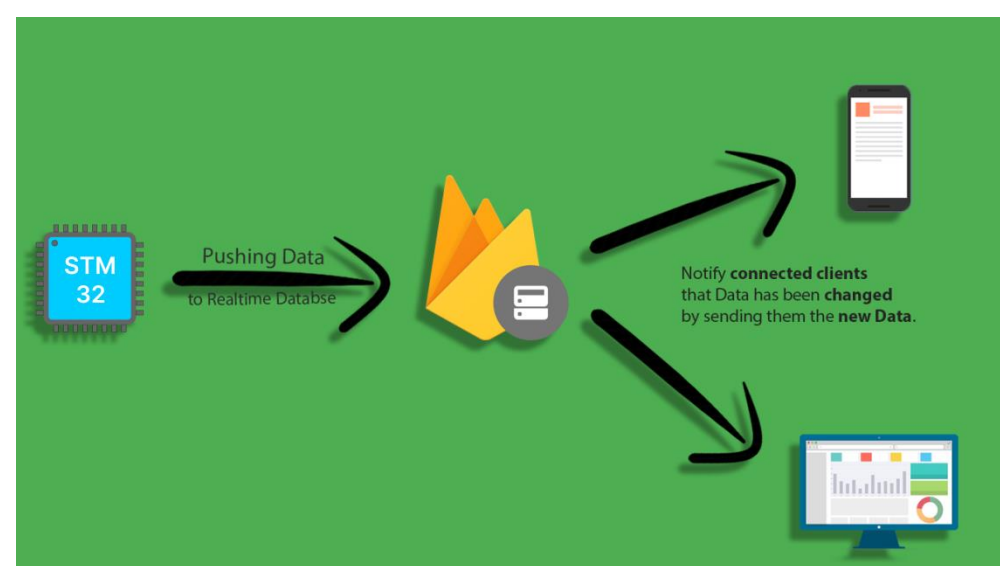 STM
32
Pushing Data
to Realtime Databse
Notify connected clients
that Data has been changed
by sending them the new Data.